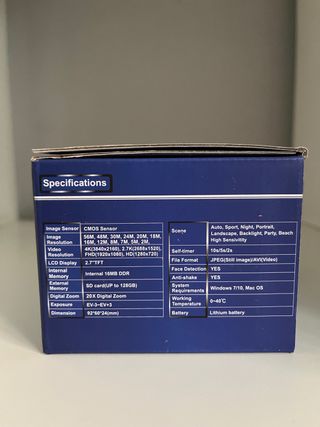 Specifications
Image Sensor CMOS Sensor
Image Resolution 56M, 48M, 30M, 24M, 20M, 18M,
16M, 12M, 8M, 7M, 5M, 2M,
Video Resolution 4K(3840x2160), 2.7K(2688x1520),
FHD(1920x1080), HD(1280x720)
LCD Display 2.7"TFT
Internal Memory Internal 16MB DDR
External Memory SD card(UP to 128GB)
Digital Zoom 20X Digital Zoom
Exposure EV-3~EV+3
Dimension 92*60*24(mm)
Scene Auto, Sport, Night, Portrait,
Landscape, Backlight, Party, Beach
High Sensivitity
Self-timer 10s/5s/2s
File Format JPEG(Still image)/AVI(Video)
Face Detection YES
Anti-shake YES
System Requirements Windows 7/10, Mac OS
Working Temperature 0~40℃
Battery Lithium battery